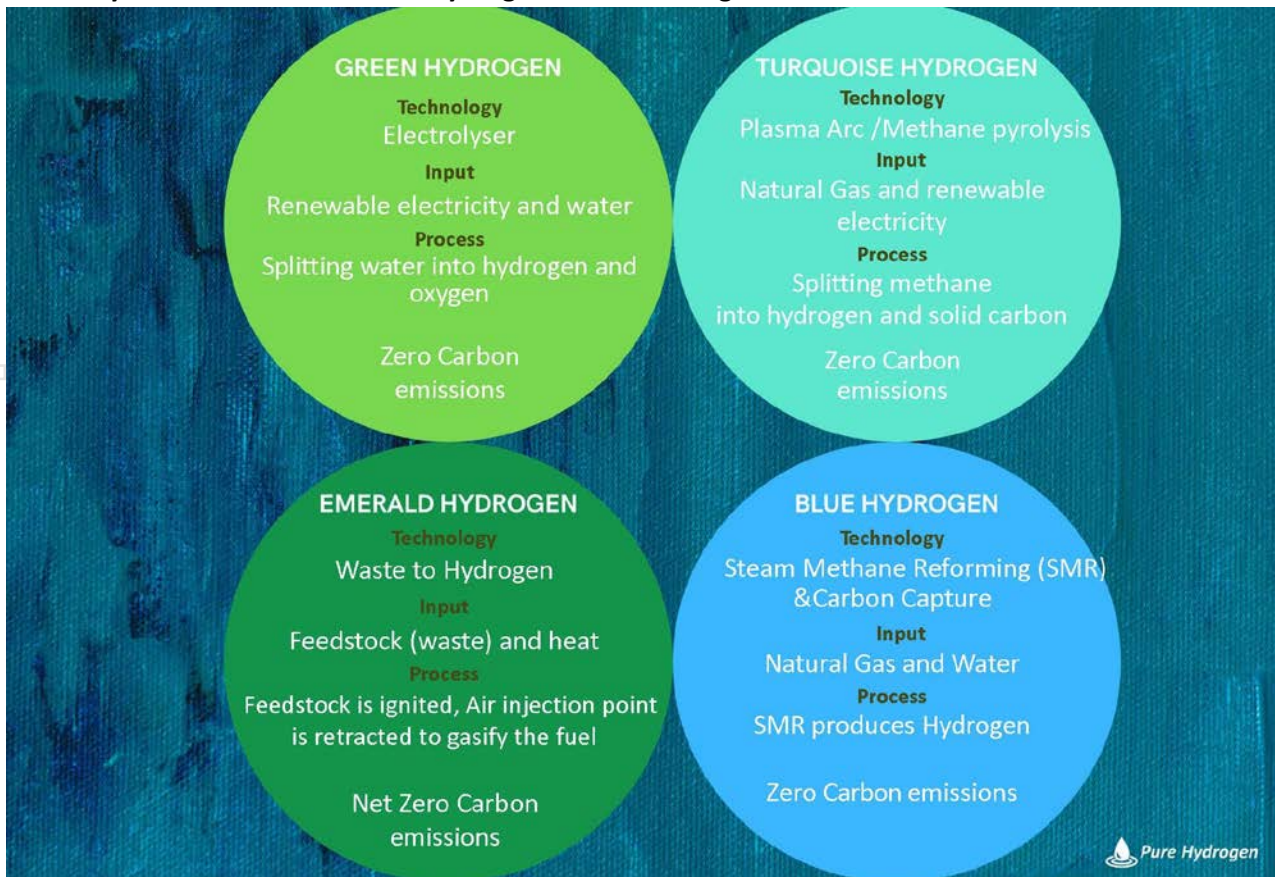 GREEN HYDROGEN
Technology
Electrolyser
Input
Renewable electricity and water
Process
Splitting water into hydrogen and
oxygen
Zero Carbon
emissions
TURQUOISE HYDROGEN
Technology
Plasma Arc /Methane pyrolysis
Input
Natural Gas and renewable
electricity
Process
Splitting methane
into hydrogen and solid carbon
Zero Carbon
emissions
EMERALD HYDROGEN
Technology
Waste to Hydrogen
Input
Feedstock (waste) and heat
Process
Feedstock is ignited, Air injection point
is retracted to gasify the fuel
Net Zero Carbon
emissions
BLUE HYDROGEN
Technology
Steam Methane Reforming (SMR)
&Carbon Capture
Input
Natural Gas and Water
Process
SMR produces Hydrogen
Zero Carbon emissions
Pure Hydrogen